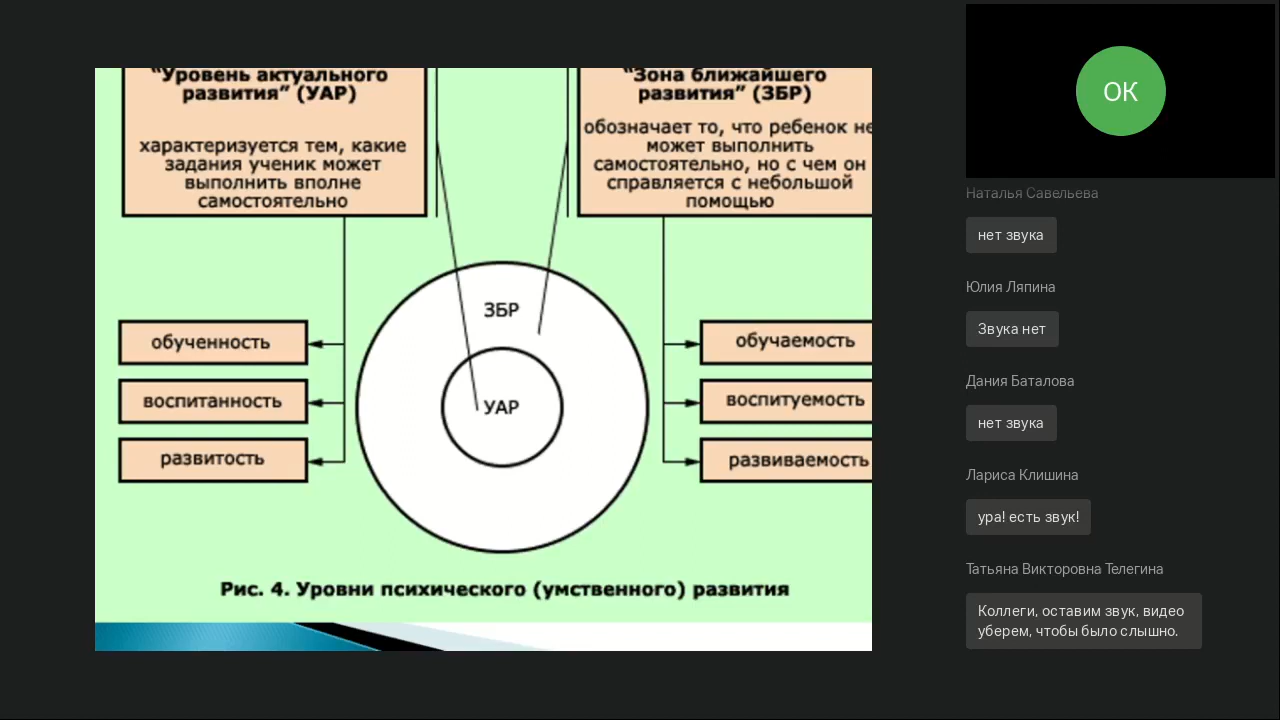 “Уровень актуального
развития” (УАР)
характеризуется тем, какие
задания ученик может
выполнить вполне
самостоятельно
“Зона ближайшего
развития” (ЗБР)
обозначает то, что ребенок не
может выполнить
самостоятельно, но с чем он
справляется с небольшой
помощью
ЗБР
УАР
обученность
воспитанность
развитость
обучаемость
воспитуемость
развиваемость
Рис. 4. Уровни психического (умственного) развития
ОК
Наталья Савельева
нет звука
Юлия Ляпина
Звука нет
Дания Баталова
нет звука
Лариса Клишина
ура! есть звук!
Татьяна Викторовна Телегина
Коллеги, оставим звук, видео
уберем, чтобы было слышно.